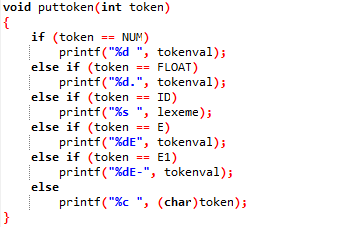 void puttoken(int token)
{
    if (token == NUM)
        printf("%d ", tokenval);
    else if (token == FLOAT)
        printf("%d.", tokenval);
    else if (token == ID)
        printf("%s ", lexeme);
    else if (token == E)
        printf("%dE", tokenval);
    else if (token == E1)
        printf("%dE-", tokenval);
    else
        printf("%c ", (char)token);
}